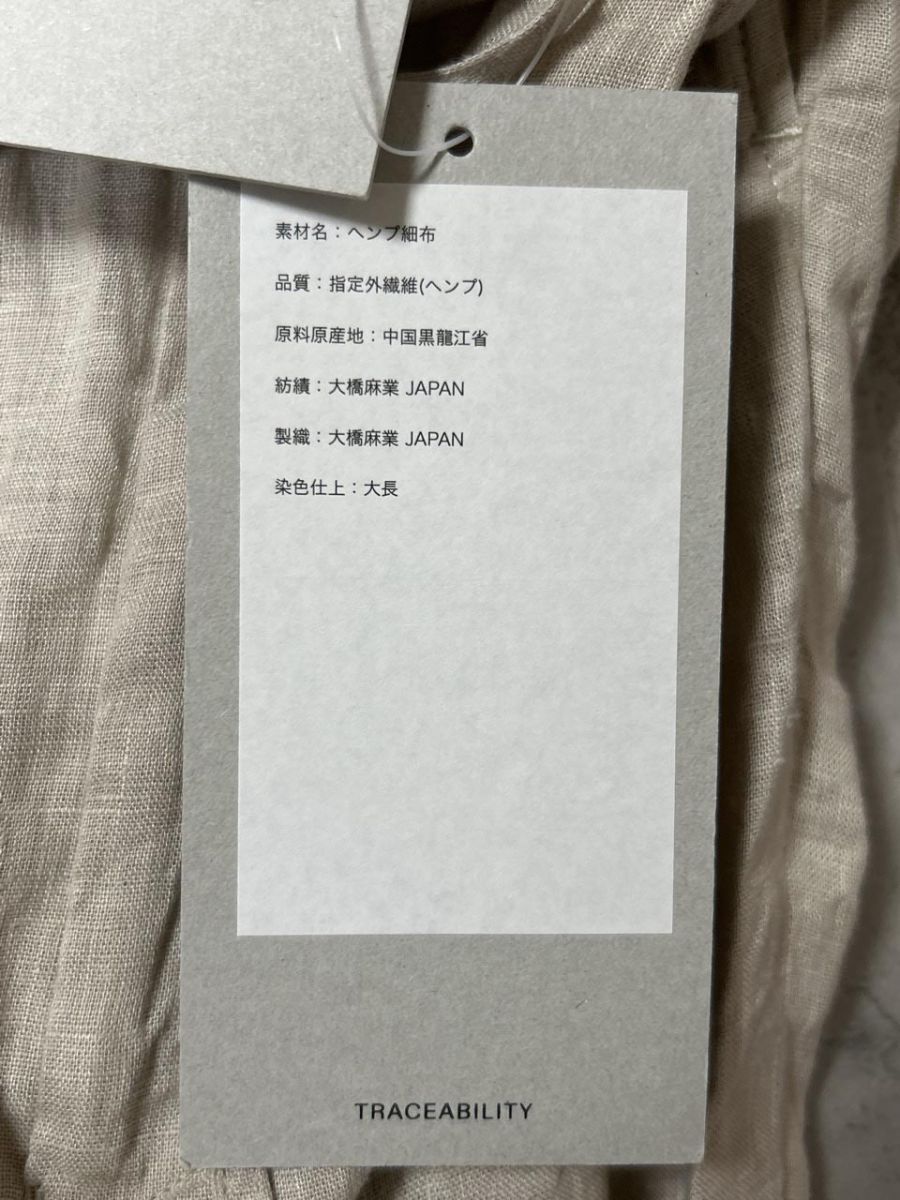 素材名：ヘンプ細布
品質：指定外繊維(ヘンプ)
原料原産地：中国黒龍江省
紡績：大橋麻業 JAPAN
製織：大橋麻業 JAPAN
染色仕上：大長
TRACEABILITY